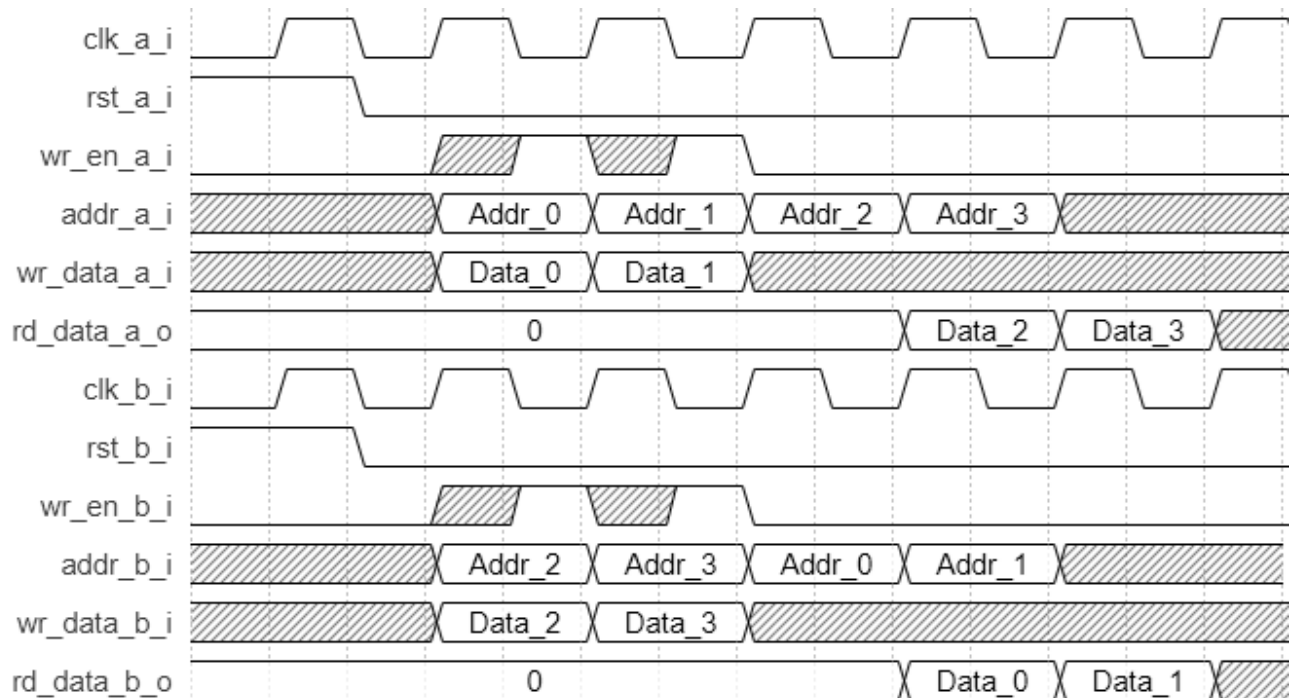 clk_a_i
rst_a_i
wr_en_a_i
addr_a_i Addr_0 Addr_1 Addr_2 Addr_3
wr_data_a_i Data_0 Data_1
rd_data_a_o 0 Data_2 Data_3
clk_b_i
rst_b_i
wr_en_b_i
addr_b_i Addr_2 Addr_3 Addr_0 Addr_1
wr_data_b_i Data_2 Data_3
rd_data_b_o 0 Data_0 Data_1